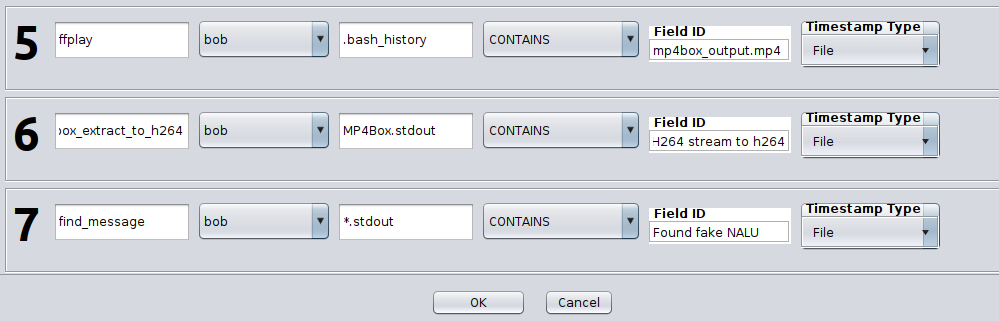 5 ffplay bob .bash_history CONTAINS Field ID mp4box_output.mp4 Timestamp Type File
6 box_extract_to_h264 bob MP4Box.stdout CONTAINS Field ID H264 stream to h264 Timestamp Type File
7 find_message bob *.stdout CONTAINS Field ID Found fake NALU Timestamp Type File
OK Cancel